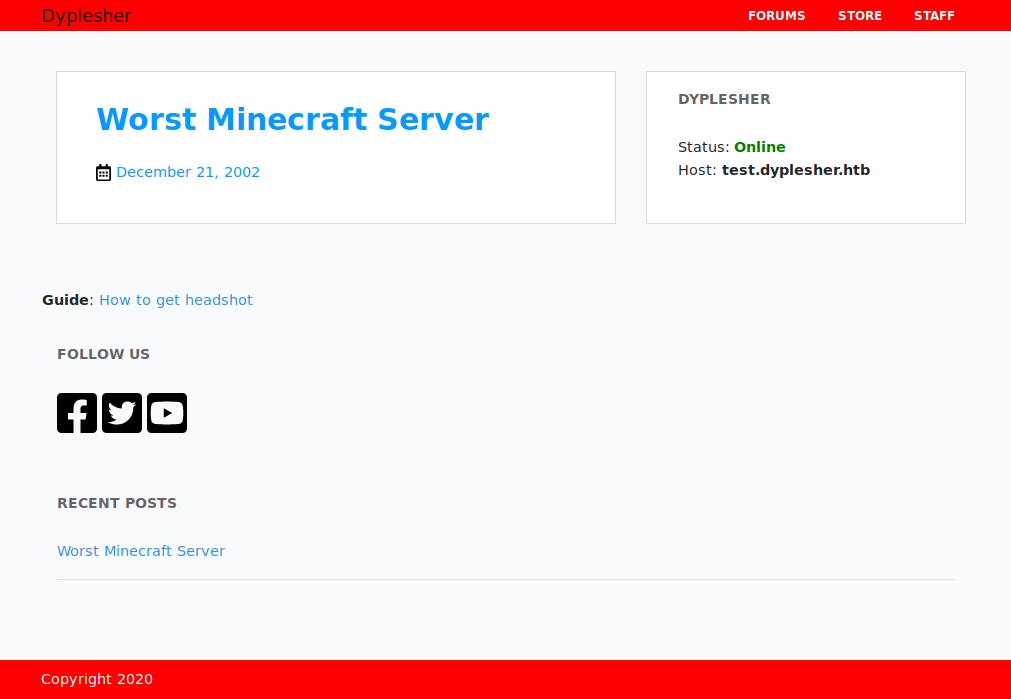 Dyplesher
FORUMS STORE STAFF
Worst Minecraft Server
December 21, 2002
DYPLESHER
Status: Online
Host: test.dyplesher.htb
Guide: How to get headshot
FOLLOW US
RECENT POSTS
Worst Minecraft Server
Copyright 2020